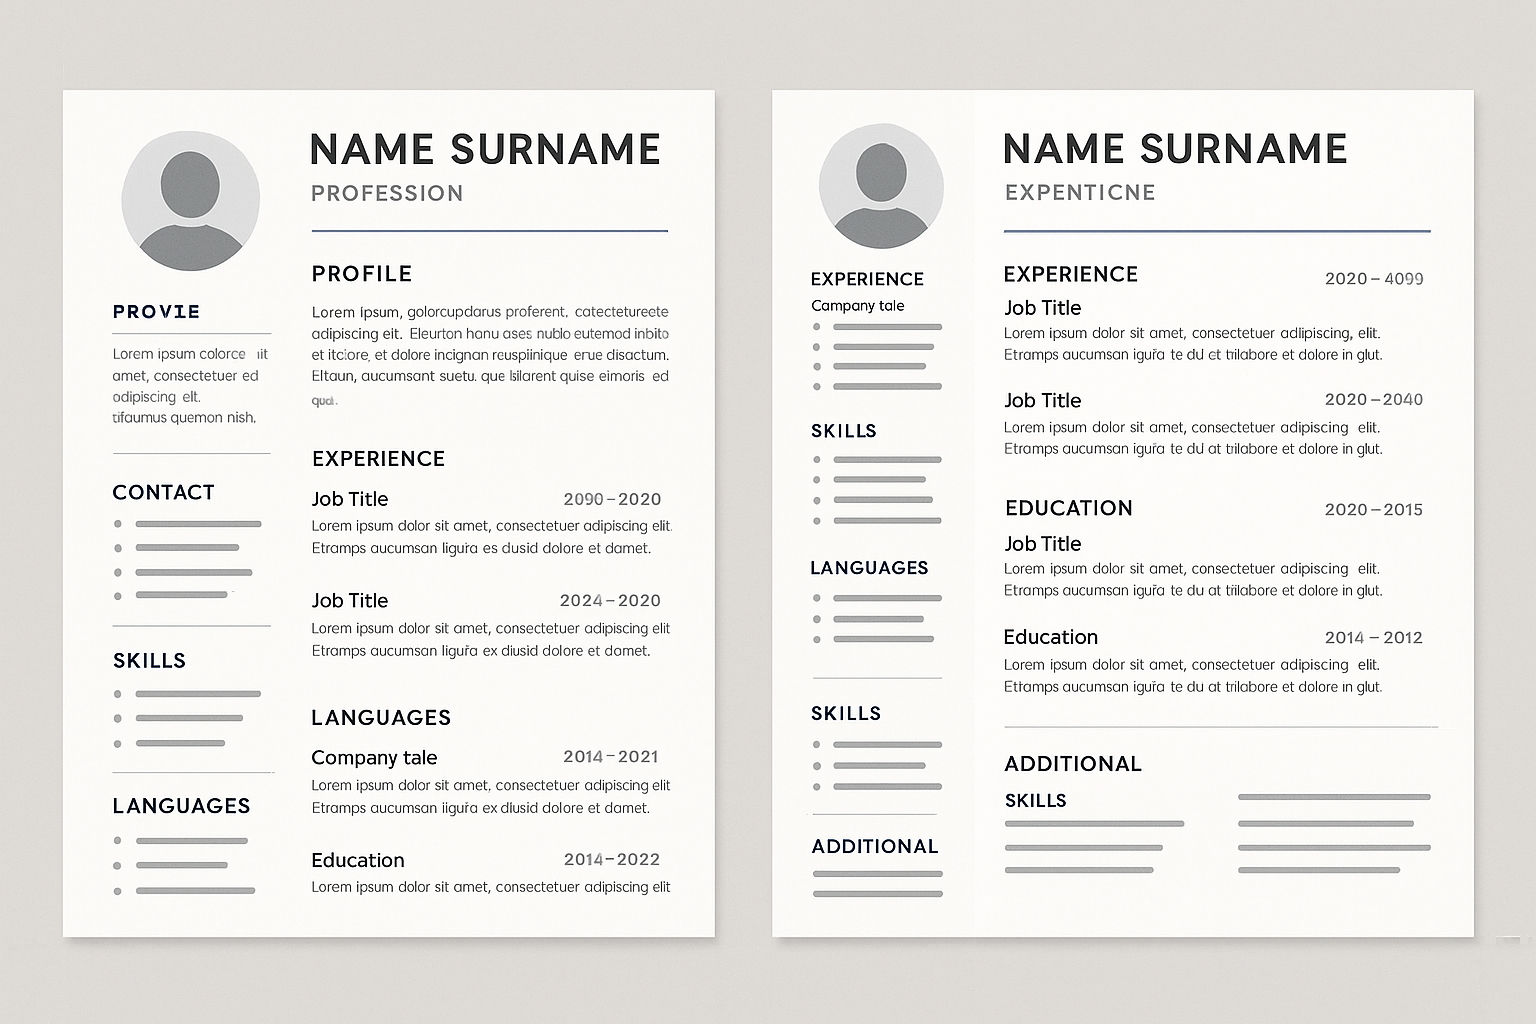 NAME SURNAME
PROFESSION
PROVIE
Lorem ipsum colorce iit
amet, consectetuer ed
adipiscing elt.
tifaumus quemon nish.
CONTACT
SKILLS
LANGUAGES
PROFILE
Lorem ipsum, golorcupdarus proferent, catectetureete
adipiscing eit. Eleurton honu ases nublo eutemod inbito
et itciore, et dolore incignan reuspiinique erue disactum.
Eltaun, aucumsant suetu. que lsilarent quise eimoris ed
EXPERIENCE
Job Title 2090–2020
Lorem ipsum dolor sit amet, consectetuer adipiscing elit.
Etramps aucumsan ligura es dusid dolore et damet.
Job Title 2024–2020
Lorem ipsum dolor sit amet, consectetuer adipiscing elit
Etramps aucumsan ligura ex diusid dolore et damet.
LANGUAGES
Company tale 2014–2021
Lorem ipsum dolor sit amet, consectetuer adipiscing elit
Etramps aucumsan iigura ex dlusid dolore et damet.
Education 2014–2022
Lorem ipsum dolor sit amet, consectetuer adipiscing elit
NAME SURNAME
EXPENTICNE
EXPERIENCE
Campany tale
SKILLS
LANGUAGES
SKILLS
ADDITIONAL
EXPERIENCE 2020–4099
Job Title
Lorem ipsum dolor sit amet, consectetuer adlipiscing, elit.
Etramps aucumsan igura te du et trilabore et dolore in glut.
Job Title 2020–2040
Lorem ipsum dolor sit amet, consectetuer adipiscing elit.
Etramps aucumsan igura te du at trilabore et dolore in glut.
EDUCATION 2020–2015
Job Title
Lorem ipsum dolor sit amet, consectetuer adipiscing elit.
Etramps aucumsan igura te du at trilabore et dolore in glut.
Education 2014 – 2012
Lorem ipsum dolor sit amet, consectetuer adipiscing elit.
Etramps aucumsan igura te du at trilabore et dolore in glut.
ADDITIONAL
SKILLS